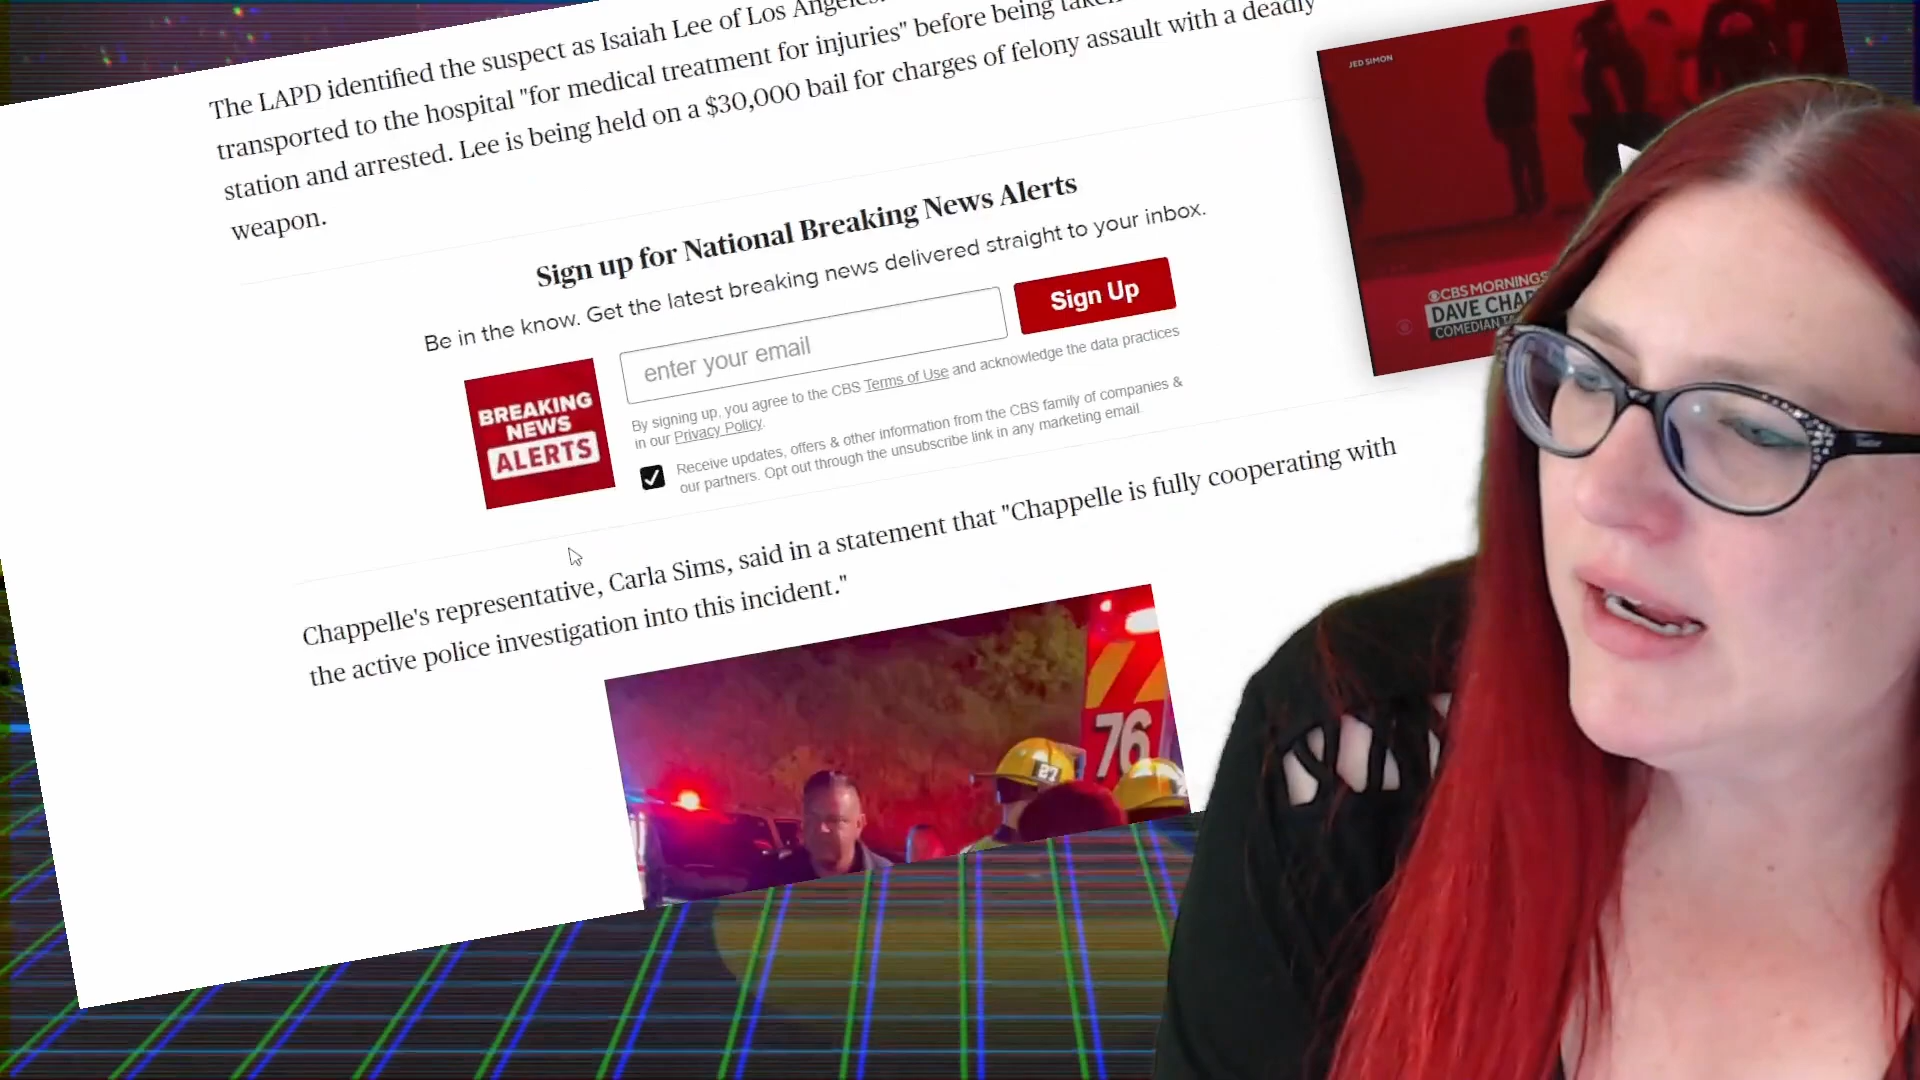 The LAPD identified the suspect as Isaiah Lee of Los Angeles.
transported to the hospital "for medical treatment for injuries" before being taken
station and arrested. Lee is being held on a $30,000 bail for charges of felony assault with a deadly
weapon.
JED SIMON
CBS MORNINGS
DAVE CHAP
COMEDIAN
Sign up for National Breaking News Alerts
Be in the know. Get the latest breaking news delivered straight to your inbox.
BREAKING
NEWS
ALERTS
enter your email
Sign Up
By signing up, you agree to the CBS Terms of Use and acknowledge the data practices
in our Privacy Policy.
Receive updates, offers & other information from the CBS family of companies &
our partners. Opt out through the unsubscribe link in any marketing email.
Chappelle's representative, Carla Sims, said in a statement that "Chappelle is fully cooperating with
the active police investigation into this incident."
76
27